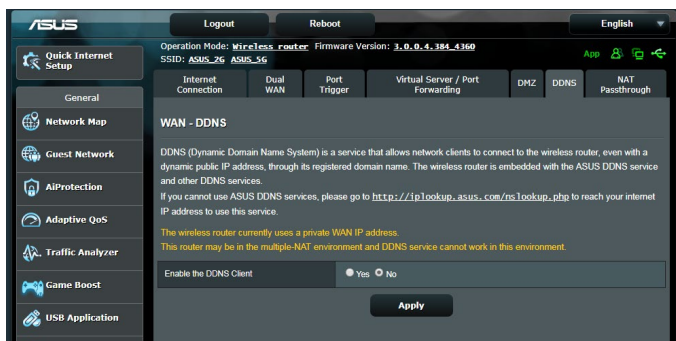 ASUS
Logout
Reboot
English
Quick Internet
Setup
General
Network Map
Guest Network
AiProtection
Adaptive QoS
Traffic Analyzer
Game Boost
USB Application
Operation Mode: Wireless router Firmware Version: 3.0.0.4.384_4360
SSID: ASUS_2G ASUS_5G
App
Internet
Connection
Dual
WAN
Port
Trigger
Virtual Server / Port
Forwarding
DMZ
DDNS
NAT
Passthrough
WAN - DDNS
DDNS (Dynamic Domain Name System) is a service that allows network clients to connect to the wireless router, even with a
dynamic public IP address, through its registered domain name. The wireless router is embedded with the ASUS DDNS service
and other DDNS services.
If you cannot use ASUS DDNS services, please go to http://iplookup.asus.com/nslookup.php to reach your internet
IP address to use this service.
The wireless router currently uses a private WAN IP
address.
This router may be in the multiple-NAT environment and DDNS service cannot work in this environment.
Enable the DDNS Client
Yes No
Apply